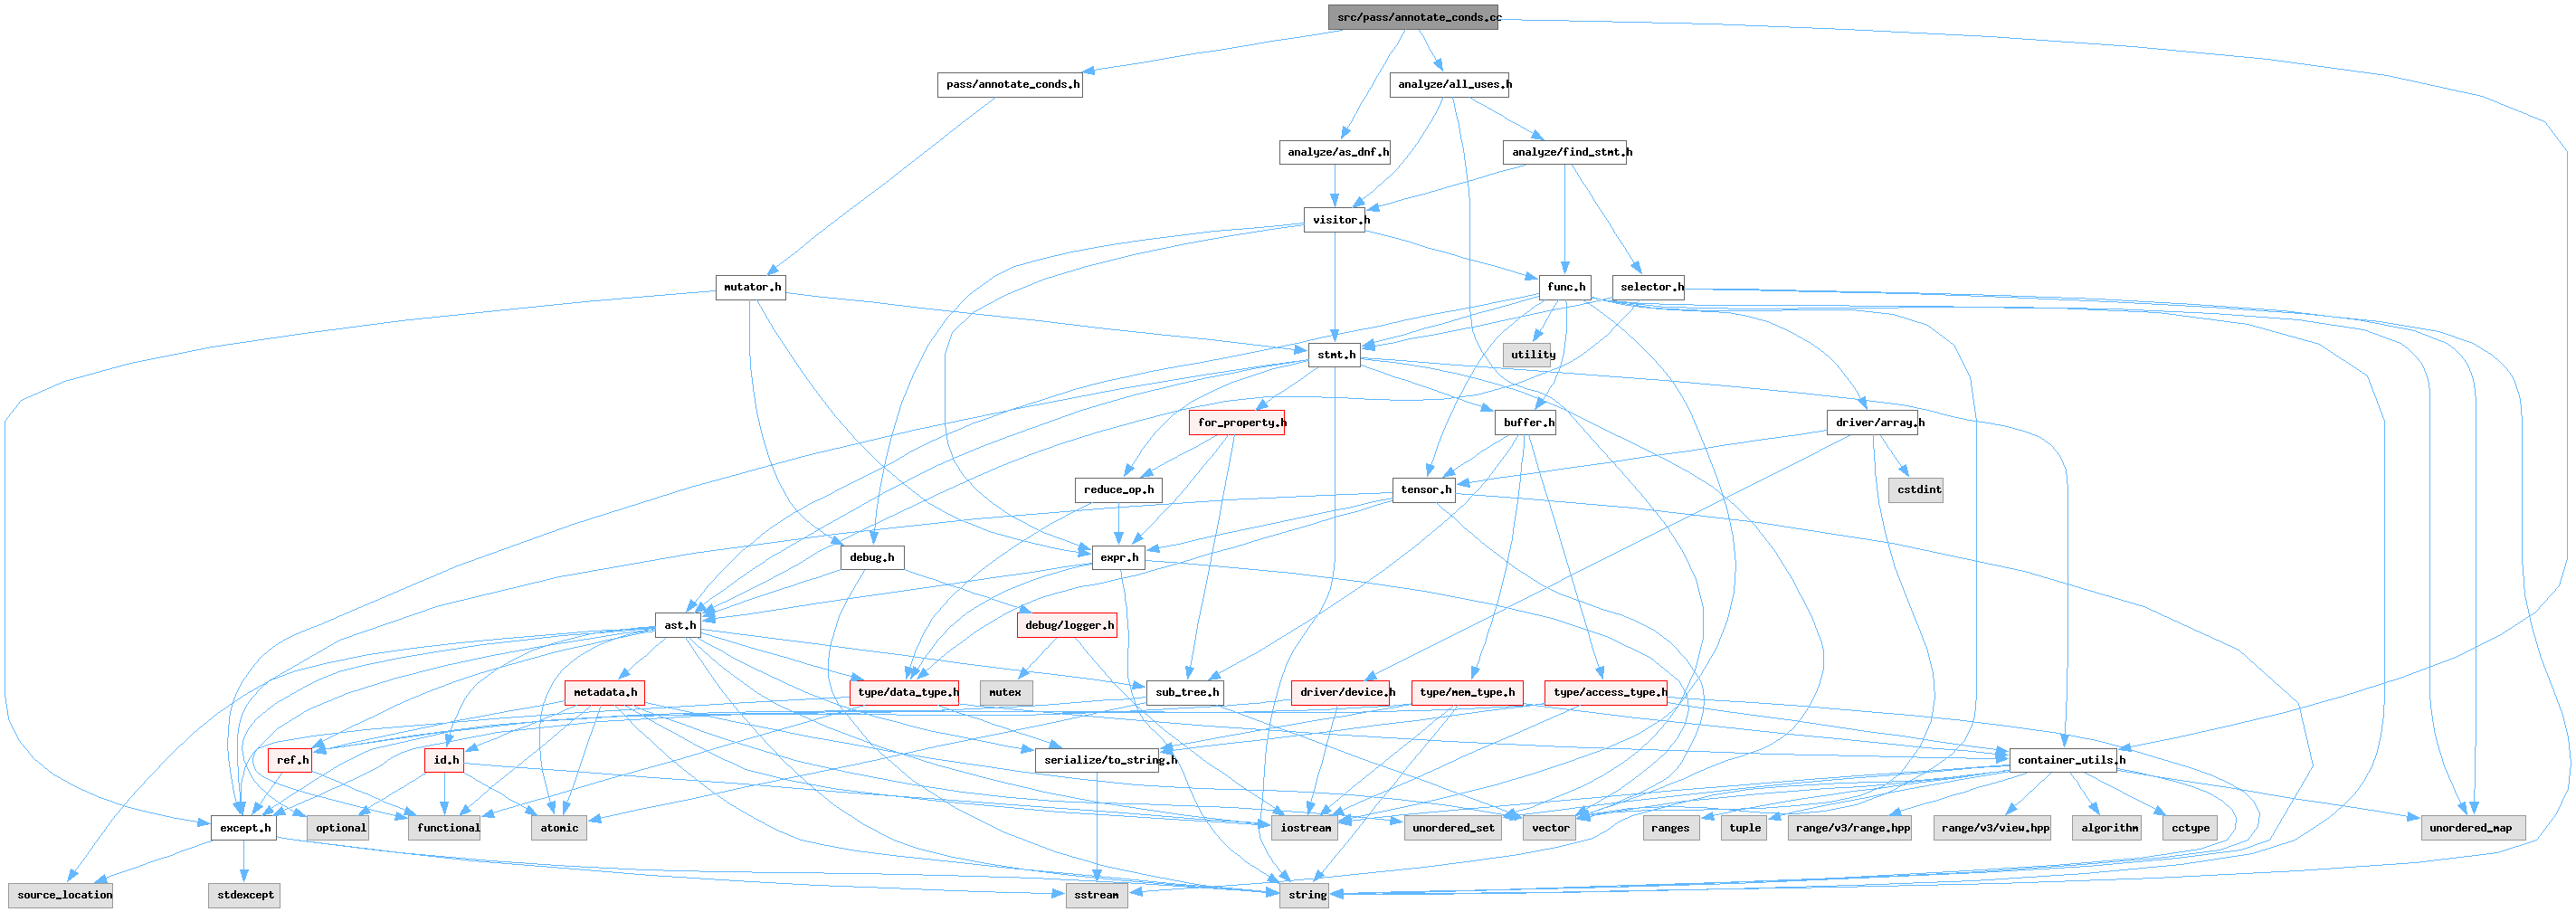 src/pass/annotate_conds.cc
pass/annotate_conds.h
analyze/all_uses.h
analyze/as_dnf.h
analyze/find_stmt.h
visitor.h
mutator.h
func.h
selector.h
stmt.h
utility
for_property.h
buffer.h
driver/array.h
reduce_op.h
tensor.h
cstdint
debug.h
expr.h
ast.h
debug/logger.h
metadata.h
type/data_type.h
mutex
sub_tree.h
driver/device.h
type/mem_type.h
type/access_type.h
ref.h
id.h
serialize/to_string.h
container_utils.h
except.h
optional
functional
atomic
iostream
unordered_set
vector
ranges
tuple
range/v3/range.hpp
range/v3/view.hpp
algorithm
cctype
unordered_map
source_location
stdexcept
sstream
string